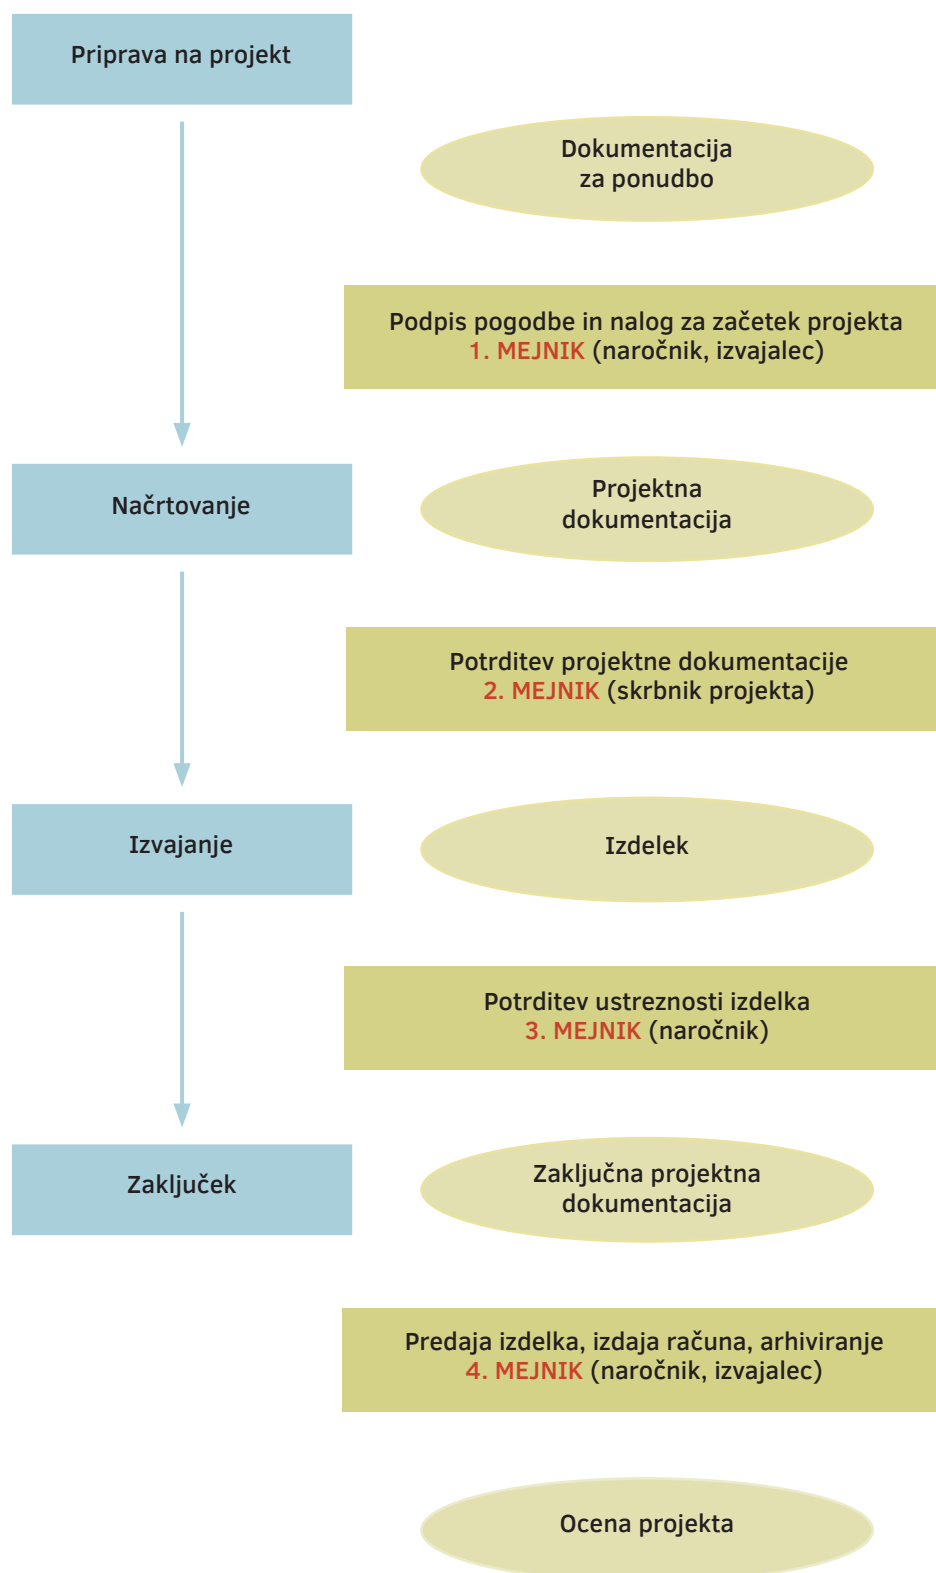 Priprava na projekt
Dokumentacija
za ponudbo
Podpis pogodbe in nalog za začetek projekta
1. MEJNIK (naročnik, izvajalec)
Načrtovanje
Projektna
dokumentacija
Potrditev projektne dokumentacije
2. MEJNIK (skrbnik projekta)
Izvajanje
Izdelek
Potrditev ustreznosti izdelka
3. MEJNIK (naročnik)
Zaključek
Zaključna projektna
dokumentacija
Predaja izdelka, izdaja računa, arhiviranje
4. MEJNIK (naročnik, izvajalec)
Ocena projekta